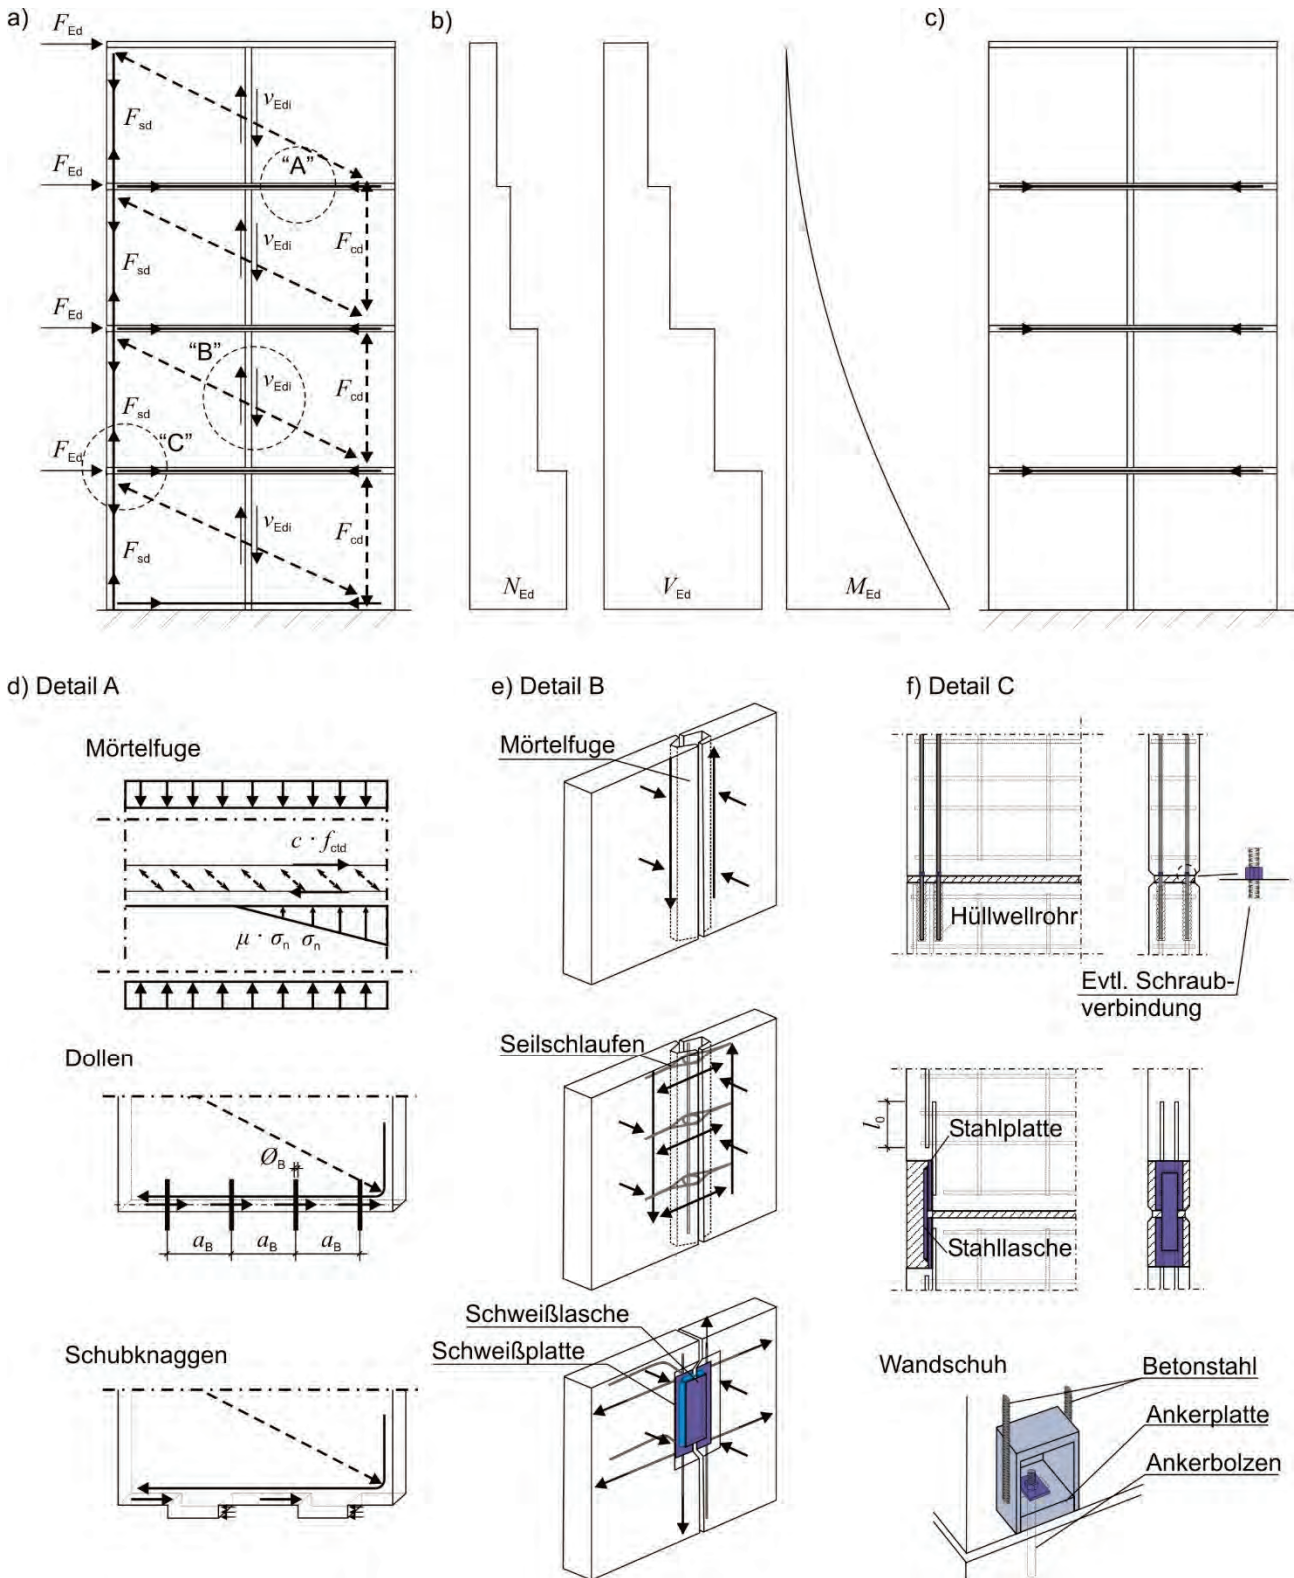 a)
b)
c)
F_Ed
F_sd
v_Edi
"A"
F_Ed
F_sd
v_Edi
F_cd
F_Ed
"B"
F_sd
v_Edi
F_cd
F_Ed
"C"
F_sd
v_Edi
F_cd
N_Ed
V_Ed
M_Ed
d) Detail A
Mörtelfuge
c · f_ctd
μ · σ_n σ_n
Dollen
Ø_B
a_B a_B a_B
Schubknaggen
e) Detail B
Mörtelfuge
Seilschlaufen
Schweißlasche
Schweißplatte
f) Detail C
Hüllwellrohr
Evtl. Schraub-
verbindung
l_0
Stahlplatte
Stahllasche
Wandschuh
Betonstahl
Ankerplatte
Ankerbolzen